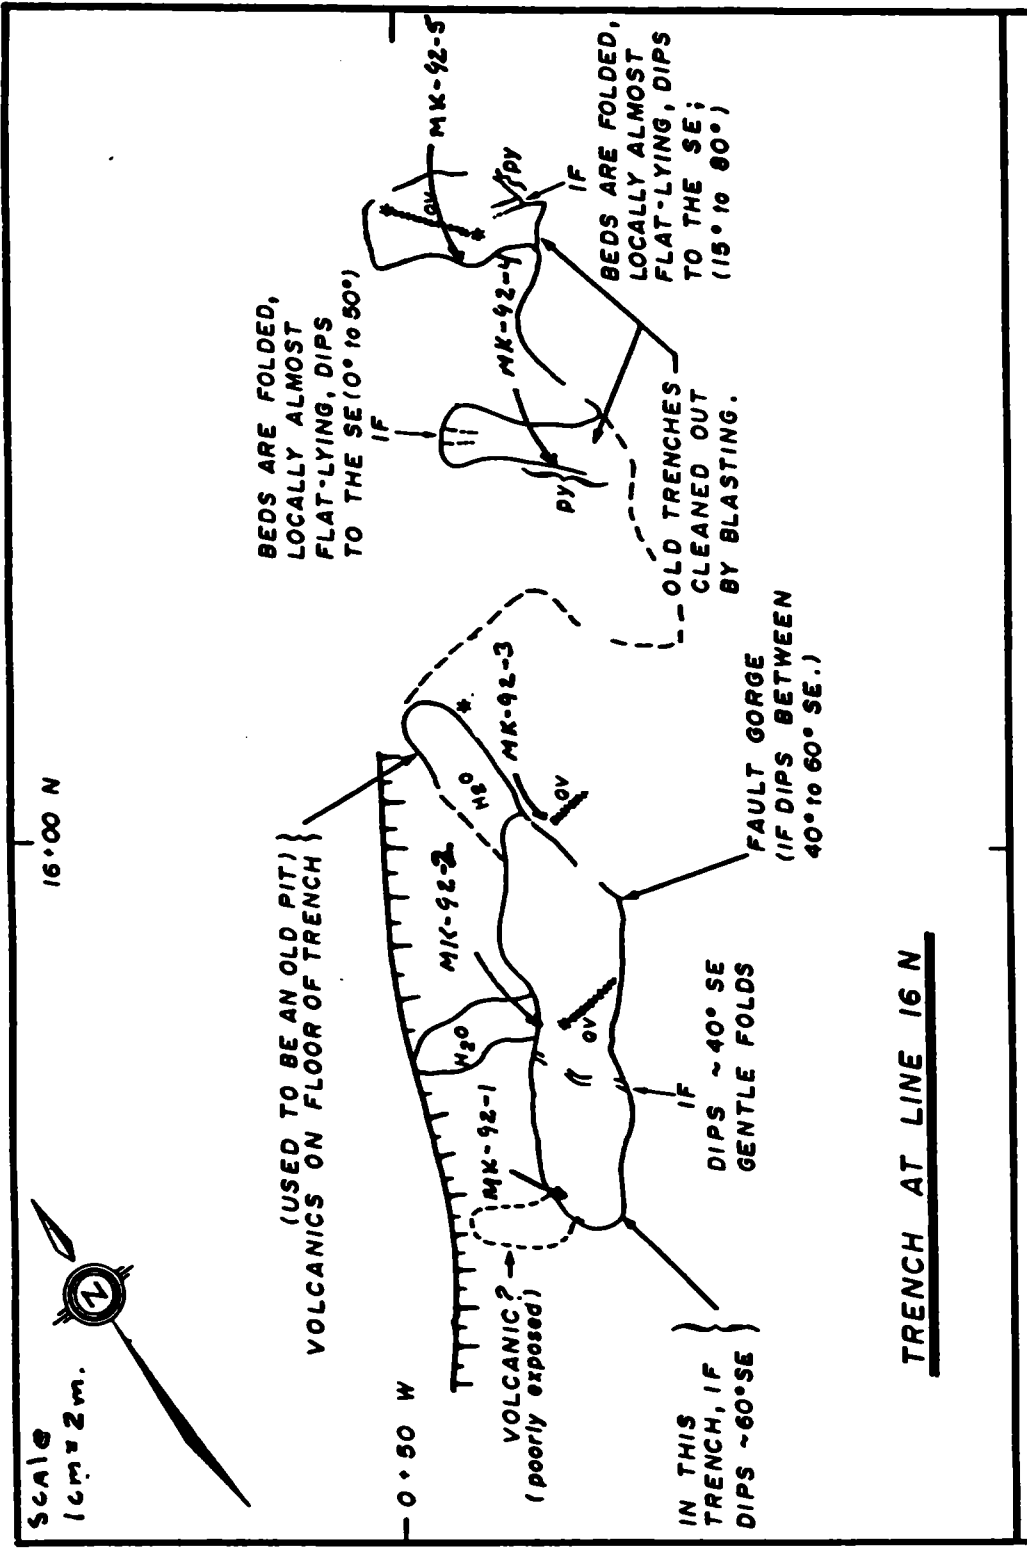 SCALE
1cm = 2m.
N
16+00 N
0+50 W
(USED TO BE AN OLD PIT)
VOLCANICS ON FLOOR OF TRENCH
BEDS ARE FOLDED,
LOCALLY ALMOST
FLAT-LYING, DIPS
TO THE SE (0° to 50°)
IF
MK-92-5
QV
PY
IF
BEDS ARE FOLDED,
LOCALLY ALMOST
FLAT-LYING, DIPS
TO THE SE;
(15° to 80°)
MK-92-4
PY
OLD TRENCHES
CLEANED OUT
BY BLASTING.
H2O
MK-92-3
QV
MK-92-2
H2O
QV
MK-92-1
VOLCANIC?
(poorly exposed)
FAULT GORGE
(IF DIPS BETWEEN
40° to 60° SE.)
IF
DIPS ~40° SE
GENTLE FOLDS
IN THIS
TRENCH, IF
DIPS ~60°SE
TRENCH AT LINE 16 N